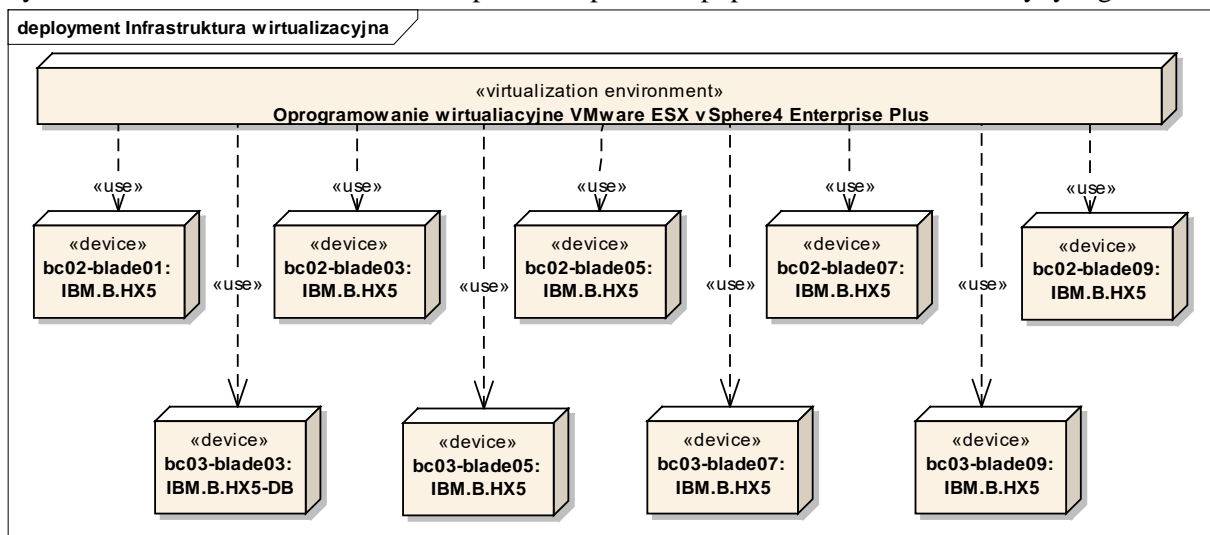 deployment Infrastruktura wirtualizacyjna
«virtualization environment»
Oprogramowanie wirtualiacyjne VMware ESX vSphere4 Enterprise Plus
«use» «use» «use» «use» «use»
«device» «device» «device» «device» «device»
bc02-blade01: bc02-blade03: bc02-blade05: bc02-blade07: bc02-blade09:
IBM.B.HX5 IBM.B.HX5 IBM.B.HX5 IBM.B.HX5 IBM.B.HX5
«use» «use» «use» «use»
«device» «device» «device» «device»
bc03-blade03: bc03-blade05: bc03-blade07: bc03-blade09:
IBM.B.HX5-DB IBM.B.HX5 IBM.B.HX5 IBM.B.HX5